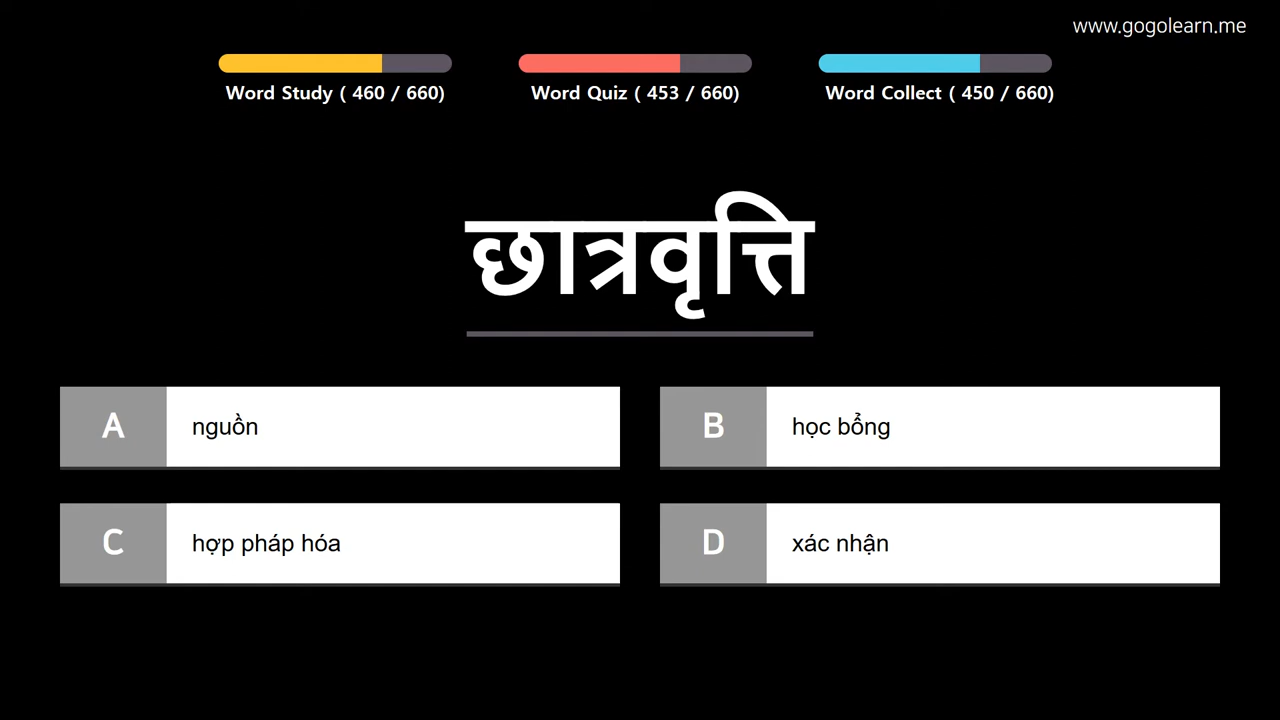 www.gogolearn.me
Word Study ( 460 / 660)
Word Quiz ( 453 / 660)
Word Collect ( 450 / 660)
छात्रवृत्ति
A nguồn
B học bổng
C hợp pháp hóa
D xác nhận